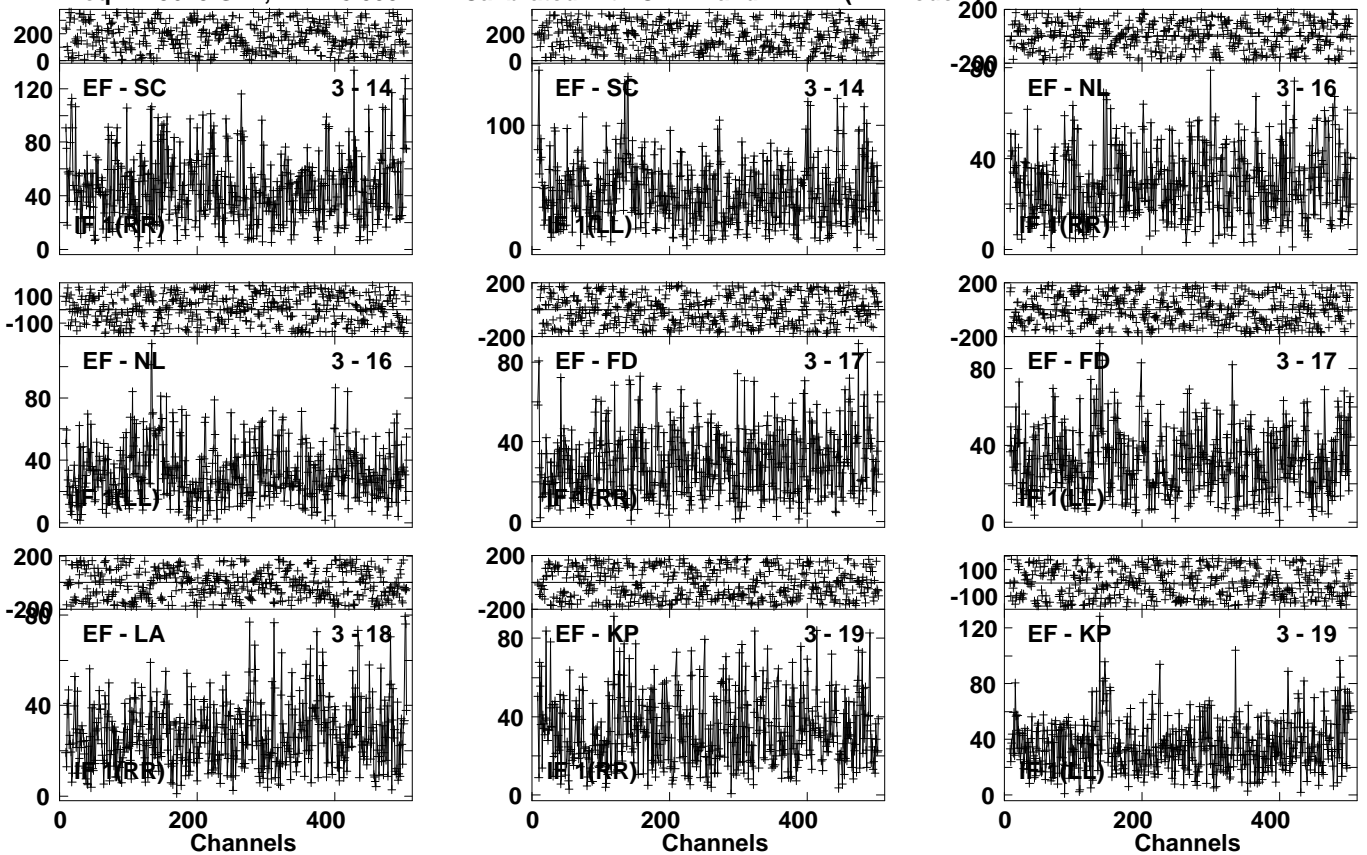 200 200 200
0 0 -200
120 EF - SC 3 - 14 EF - SC 3 - 14 80 EF - NL 3 - 16
100
80 40
40
IF 1(RR) IF 1(LL) IF 1(RR)
0 0 0
100 200 200
-100 -200 -200
EF - NL 3 - 16 80 EF - FD 3 - 17 80 EF - FD 3 - 17
80
40 40 40
IF 1(LL) IF 1(RR) IF 1(LL)
0 0 0
200 200 100
-200 -200 -100
80 EF - LA 3 - 18 80 EF - KP 3 - 19 120 EF - KP 3 - 19
80
40 40 40
IF 1(RR) IF 1(RR) IF 1(LL)
0 0 0
0 200 400 0 200 400 0 200 400
Channels Channels Channels